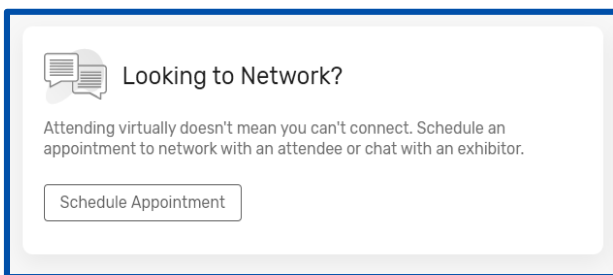 Looking to Network?
Attending virtually doesn't mean you can't connect. Schedule an
appointment to network with an attendee or chat with an exhibitor.
Schedule Appointment